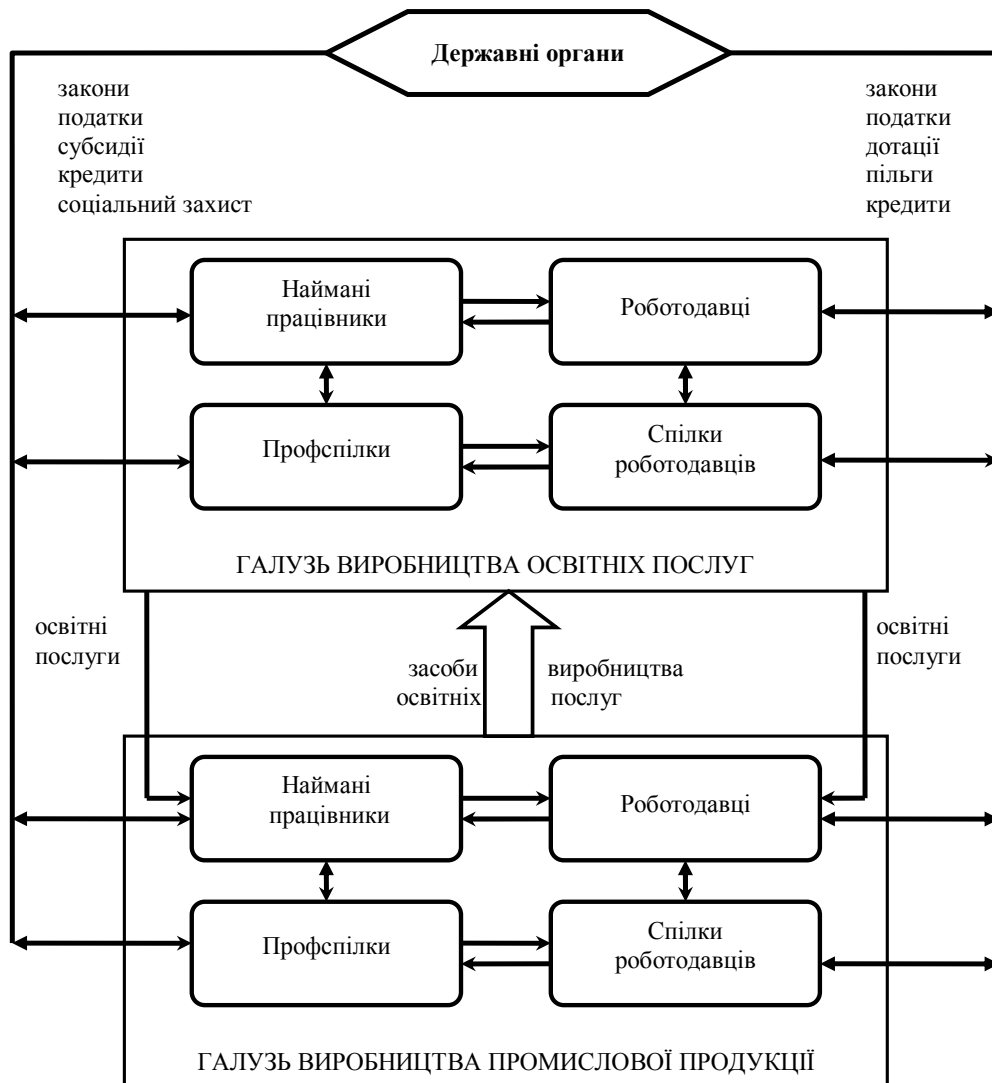 Державні органи
закони
податки
субсидії
кредити
соціальний захист
закони
податки
дотації
пільги
кредити
Наймані
працівники
Роботодавці
Профспілки
Спілки
роботодавців
ГАЛУЗЬ ВИРОБНИЦТВА ОСВІТНІХ ПОСЛУГ
освітні
послуги
засоби виробництва
освітніх послуг
освітні
послуги
Наймані
працівники
Роботодавці
Профспілки
Спілки
роботодавців
ГАЛУЗЬ ВИРОБНИЦТВА ПРОМИСЛОВОЇ ПРОДУКЦІЇ